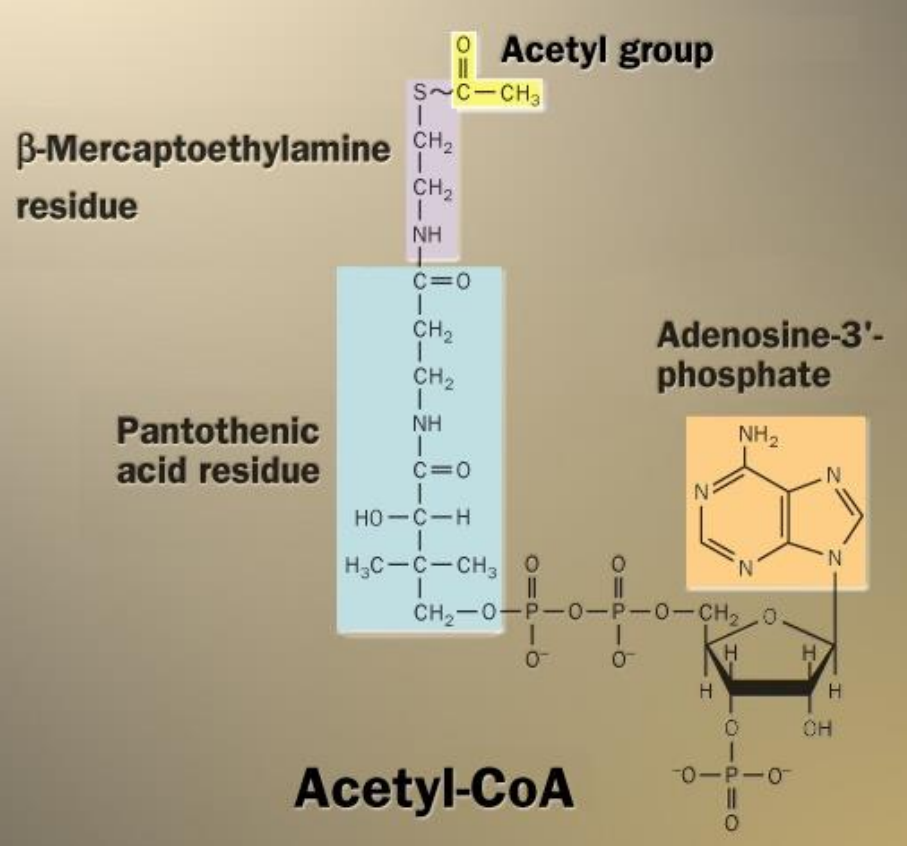 O
Acetyl group
S~C—CH₃
CH₂
β-Mercaptoethylamine
CH₂
residue
NH
C=O
CH₂
Adenosine-3'-
phosphate
CH₂
NH
NH₂
Pantothenic
acid residue
C=O
N
N
HO—C—H
H₃C—C—CH₃
O
O
N
N
CH₂—O—P—O—P—O—CH₂
O
O⁻
O⁻
H
H
H
H
O
OH
⁻O—P—O⁻
Acetyl-CoA
O